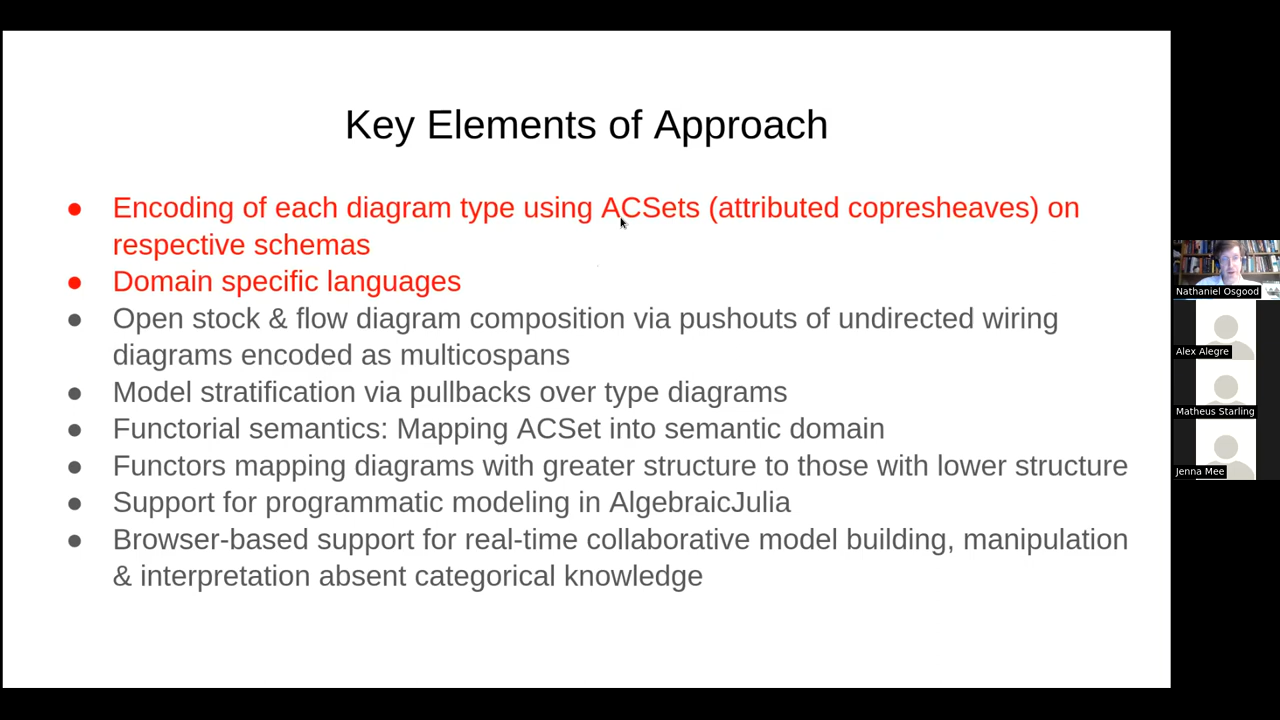 Key Elements of Approach
● Encoding of each diagram type using ACSets (attributed copresheaves) on
respective schemas
● Domain specific languages
● Open stock & flow diagram composition via pushouts of undirected wiring
diagrams encoded as multicospans
● Model stratification via pullbacks over type diagrams
● Functorial semantics: Mapping ACSet into semantic domain
● Functors mapping diagrams with greater structure to those with lower structure
● Support for programmatic modeling in AlgebraicJulia
● Browser-based support for real-time collaborative model building, manipulation
& interpretation absent categorical knowledge
Nathaniel Osgood
Alex Alegre
Matheus Starling
Jenna Mee